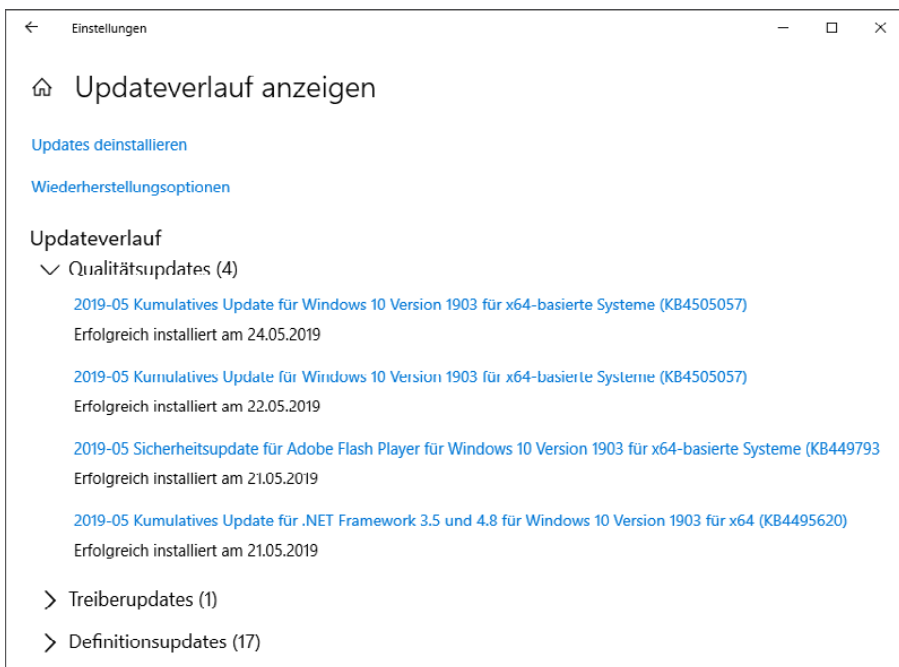 Einstellungen
Updateverlauf anzeigen
Updates deinstallieren
Wiederherstellungsoptionen
Updateverlauf
Qualitätsupdates (4)
2019-05 Kumulatives Update für Windows 10 Version 1903 für x64-basierte Systeme (KB4505057)
Erfolgreich installiert am 24.05.2019
2019-05 Kumulatives Update für Windows 10 Version 1903 für x64-basierte Systeme (KB4505057)
Erfolgreich installiert am 22.05.2019
2019-05 Sicherheitsupdate für Adobe Flash Player für Windows 10 Version 1903 für x64-basierte Systeme (KB449793
Erfolgreich installiert am 21.05.2019
2019-05 Kumulatives Update für .NET Framework 3.5 und 4.8 für Windows 10 Version 1903 für x64 (KB4495620)
Erfolgreich installiert am 21.05.2019
Treiberupdates (1)
Definitionsupdates (17)